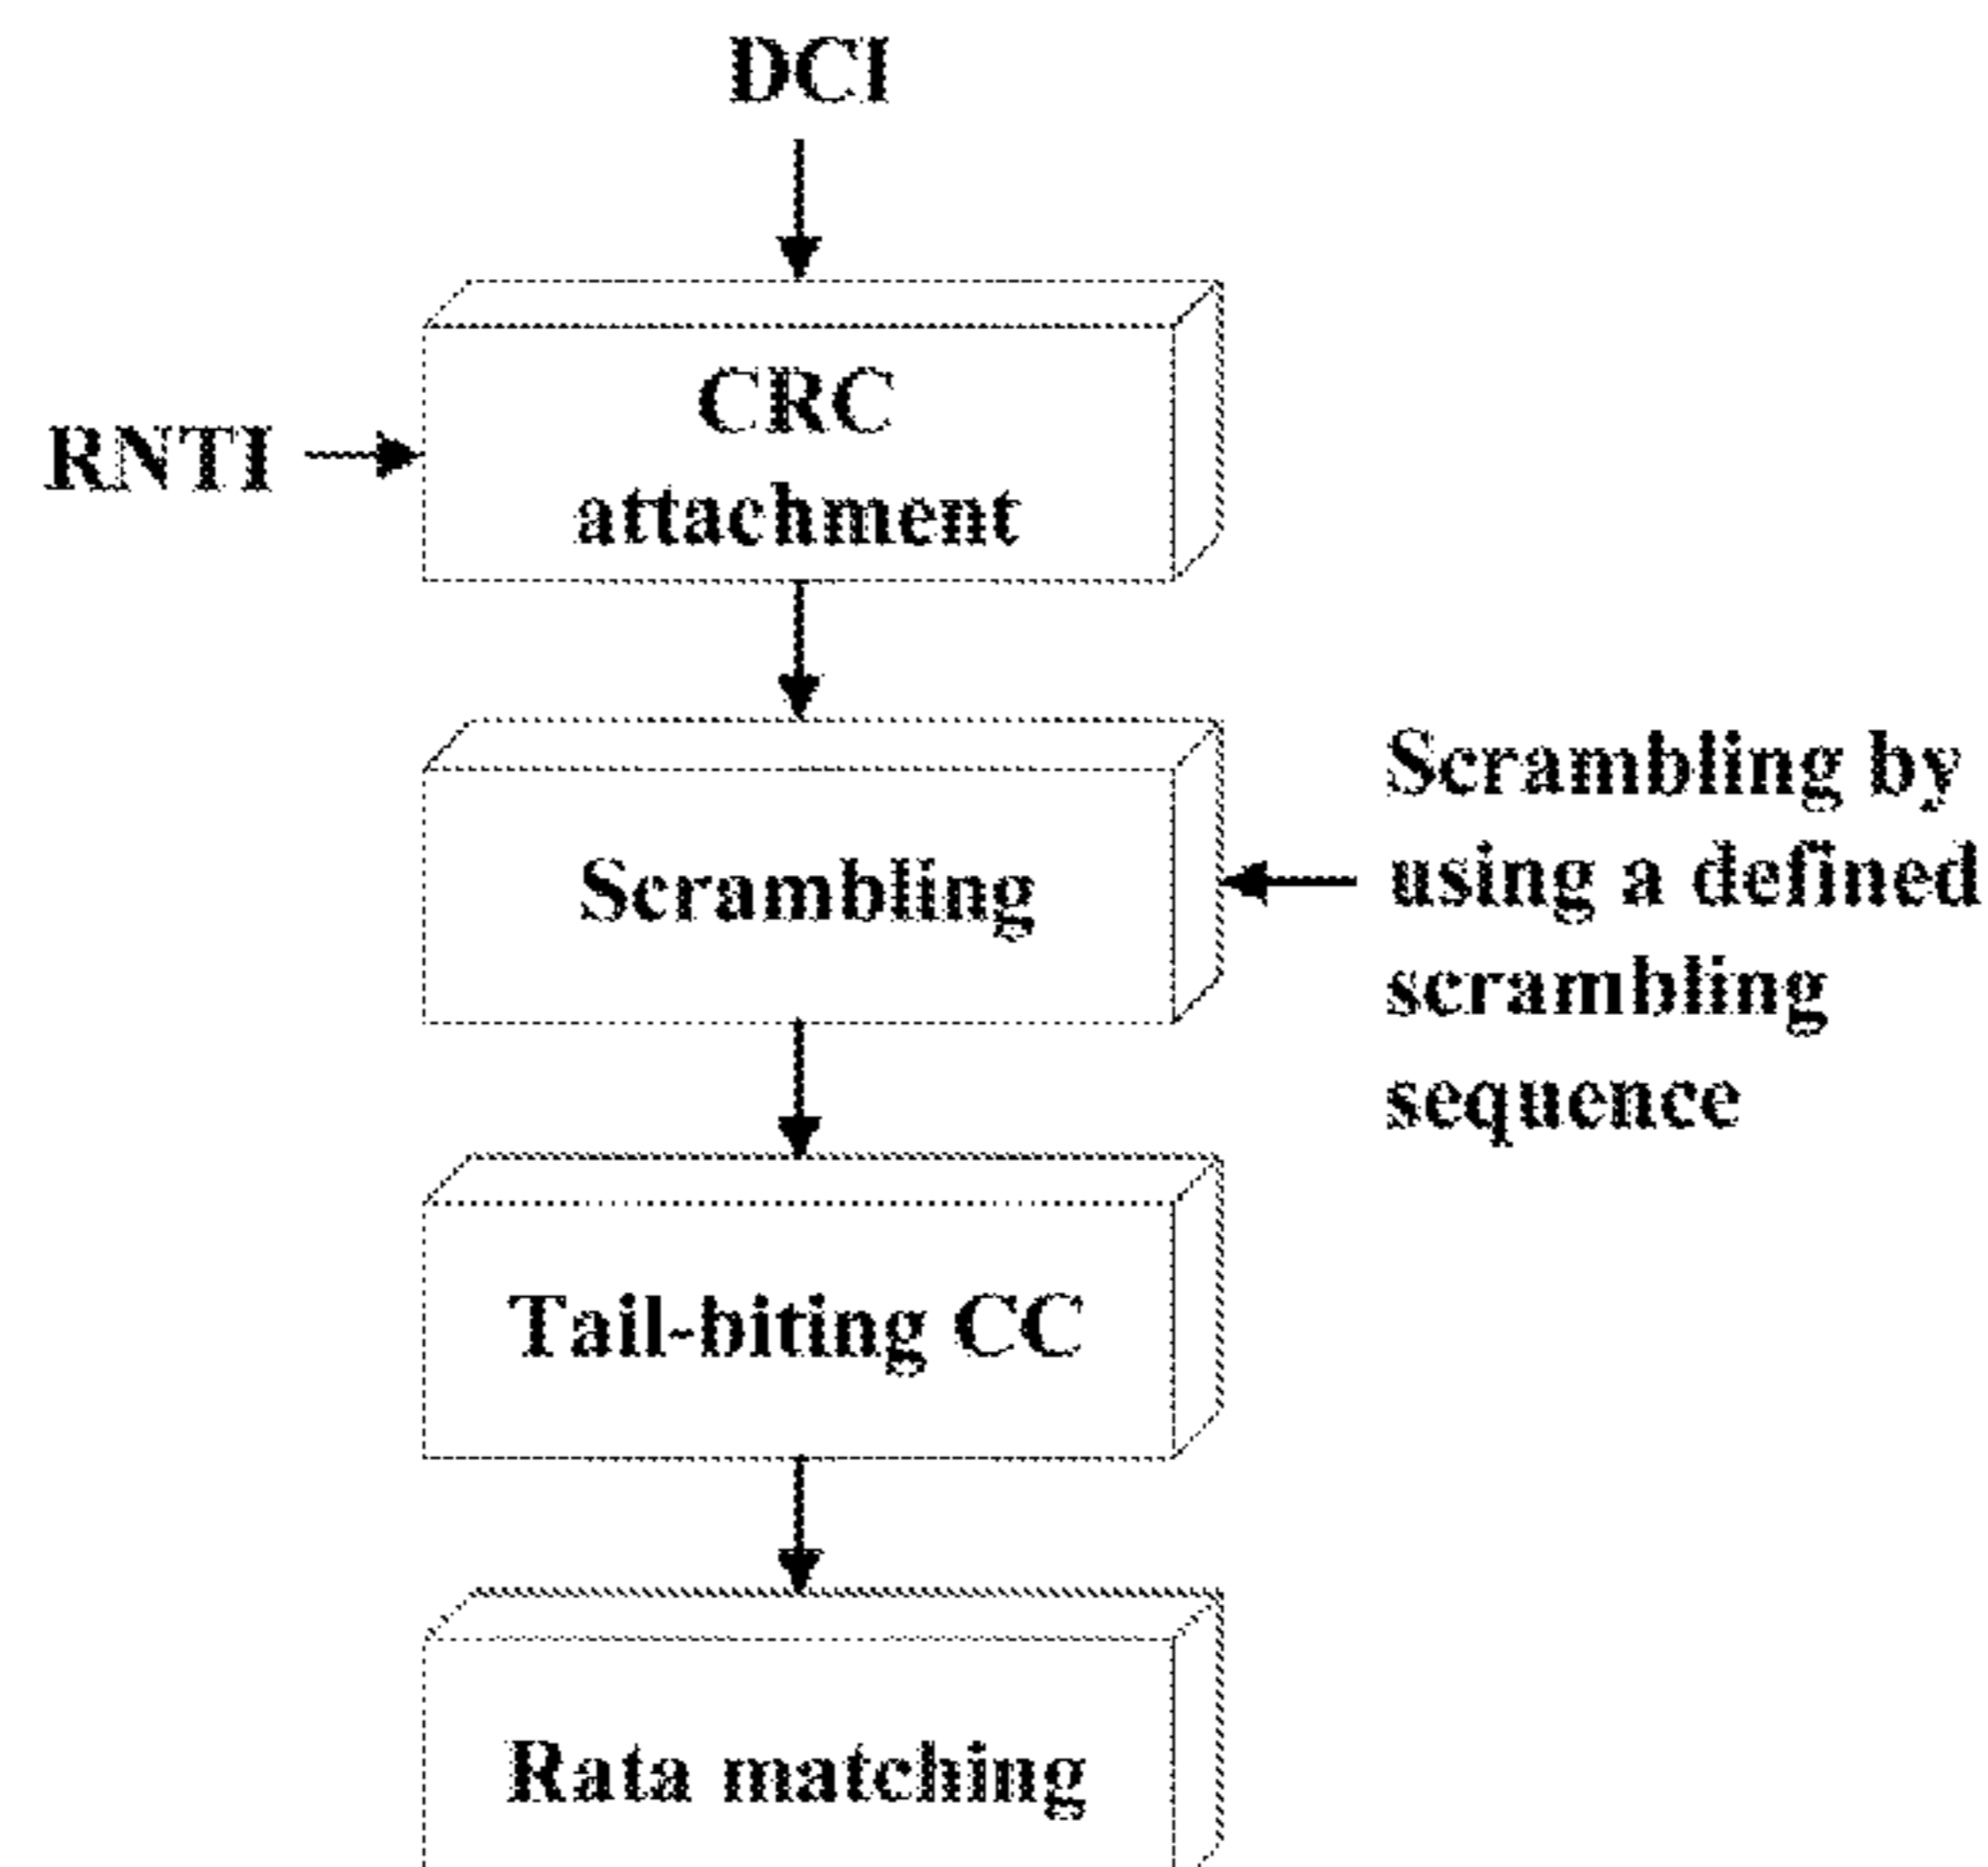 DCI
RNTI
CRC
attachment
Scrambling
Scrambling by
using a defined
scrambling
sequence
Tail-biting CC
Rata matching